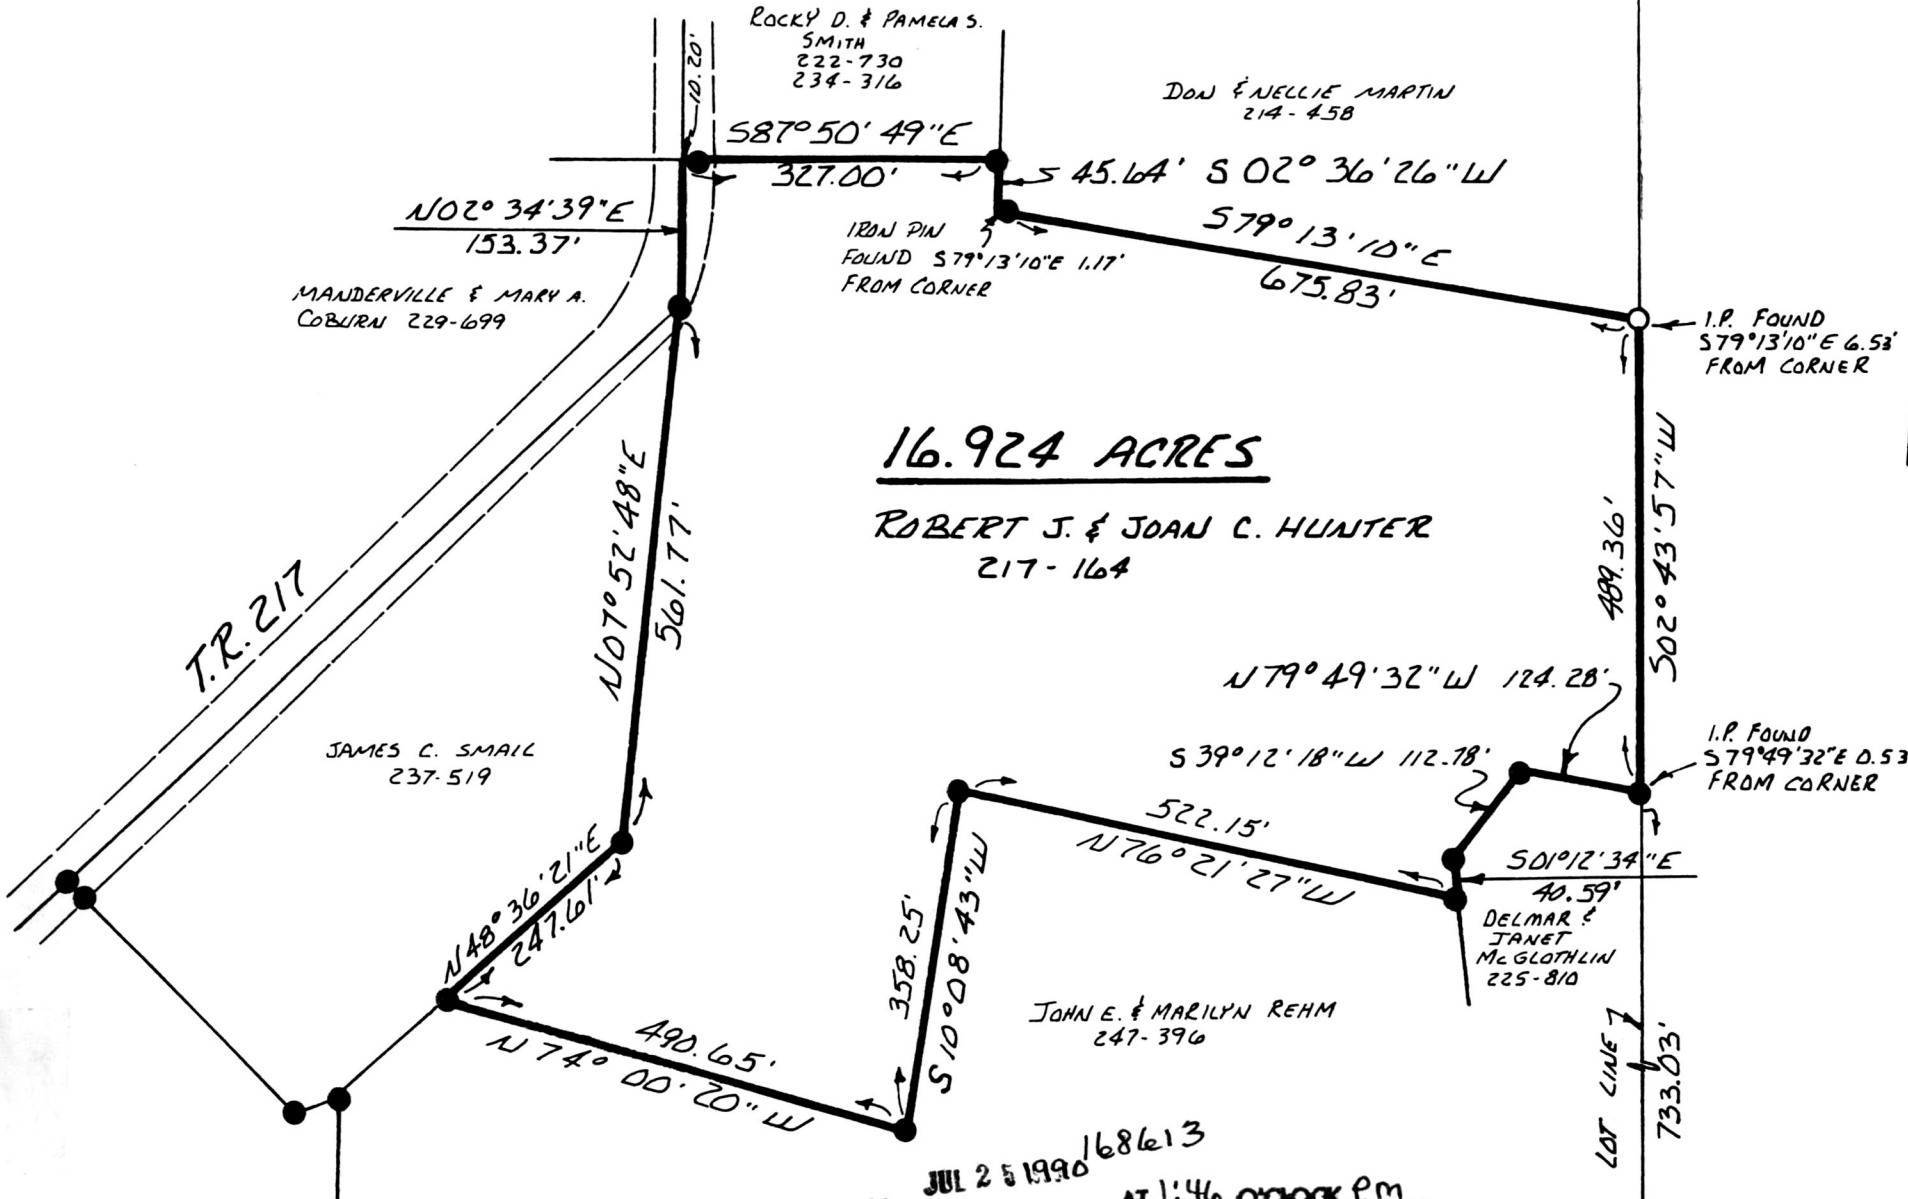 ROCKY D. & PAMELA S.
SMITH
222-730
234-316
10.20'
DON & NELLIE MARTIN
214-458
S87°50'49"E
327.00'
45.64' S 02°36'26"W
N02°34'39"E
153.37'
IRON PIN
FOUND S79°13'10"E 1.17'
FROM CORNER
S79°13'10"E
675.83'
MANDERVILLE & MARY A.
COBURN 229-699
I.P. FOUND
S79°13'10"E 6.53'
FROM CORNER
16.924 ACRES
ROBERT J. & JOAN C. HUNTER
217-164
N07°52'48"E
561.77'
489.36'
S02°43'57"W
T.R. 217
N79°49'32"W 124.28'
S39°12'18"W 112.78'
I.P. FOUND
S79°49'32"E 0.53
FROM CORNER
JAMES C. SMAIL
237-519
522.15'
N76°21'27"W
S01°12'34"E
40.59'
DELMAR &
JANET
McGLOTHLIN
225-810
N48°36'21"E
247.61'
358.25'
S10°08'43"W
JOHN E. & MARILYN REHM
247-396
490.65'
N74°00'20"W
LOT LINE
733.03'
168613
JUL 25 1990
AT 1:46 O'CLOCK P.M.